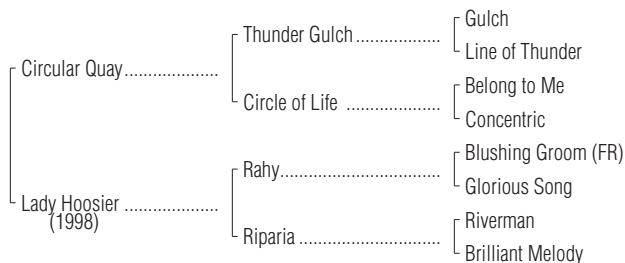 Gulch
Thunder Gulch..................
Line of Thunder
Circular Quay....................
Belong to Me
Circle of Life ....................
Concentric
Blushing Groom (FR)
Rahy..................................
Glorious Song
Lady Hoosier ....................
(1998)
Riverman
Riparia ..............................
Brilliant Melody